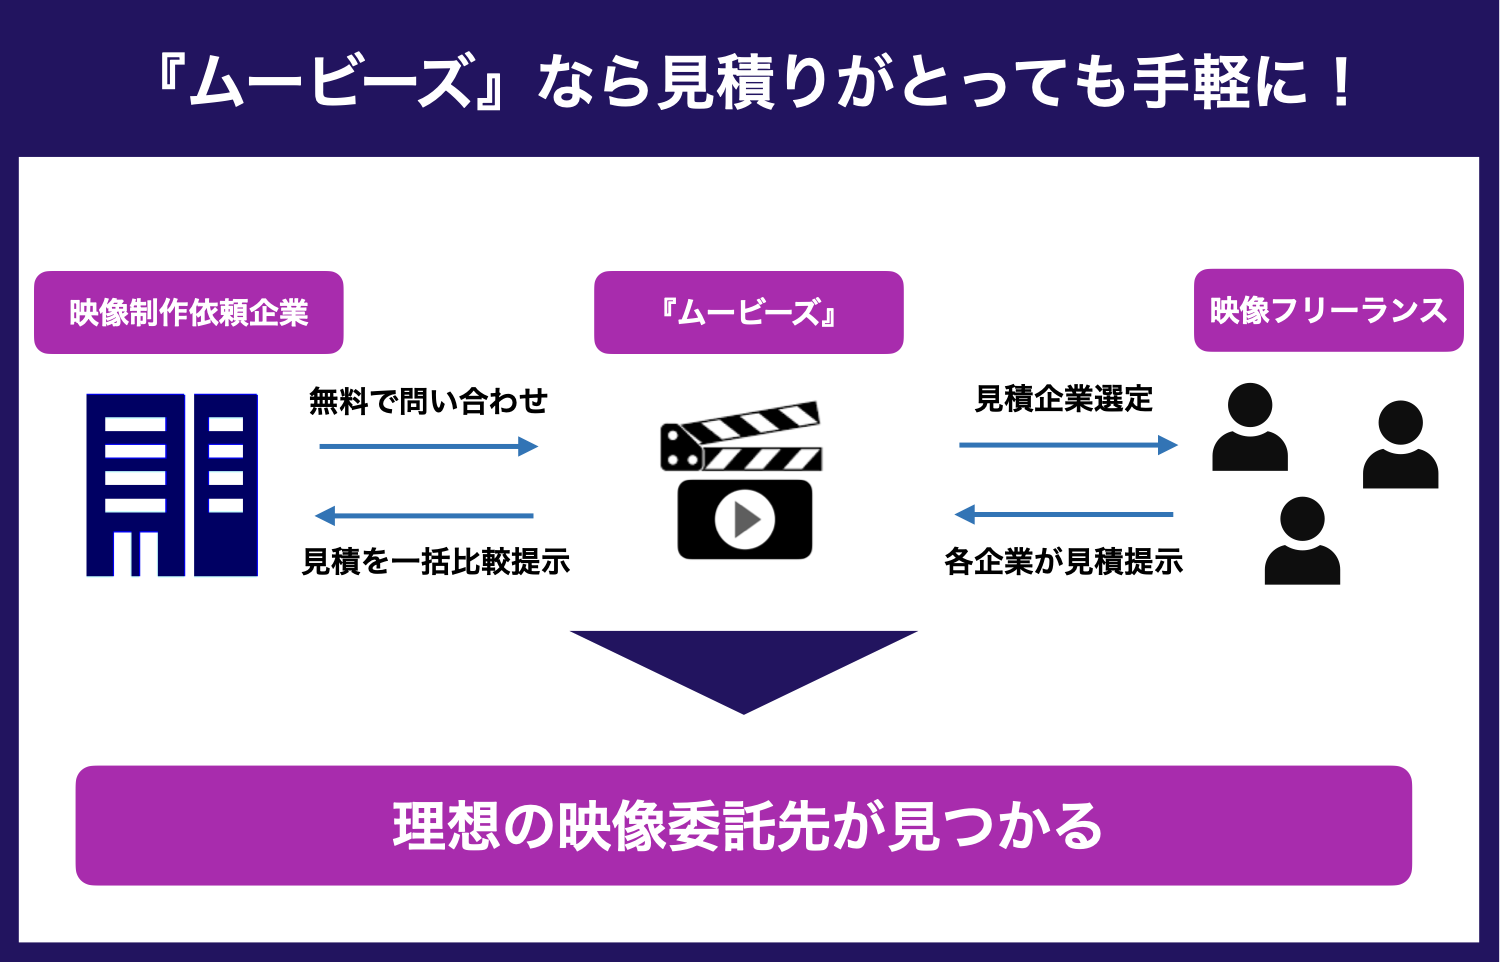 『ムービーズ』なら見積りがとっても手軽に！
映像制作依頼企業
『ムービーズ』
映像フリーランス
無料で問い合わせ
見積企業選定
見積を一括比較提示
各企業が見積提示
理想の映像委託先が見つかる